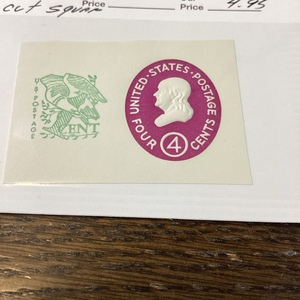 cut square
Price
Price 4.95
U.S. POSTAGE
CENT
UNITED·STATES·POSTAGE
4
FOUR CENTS